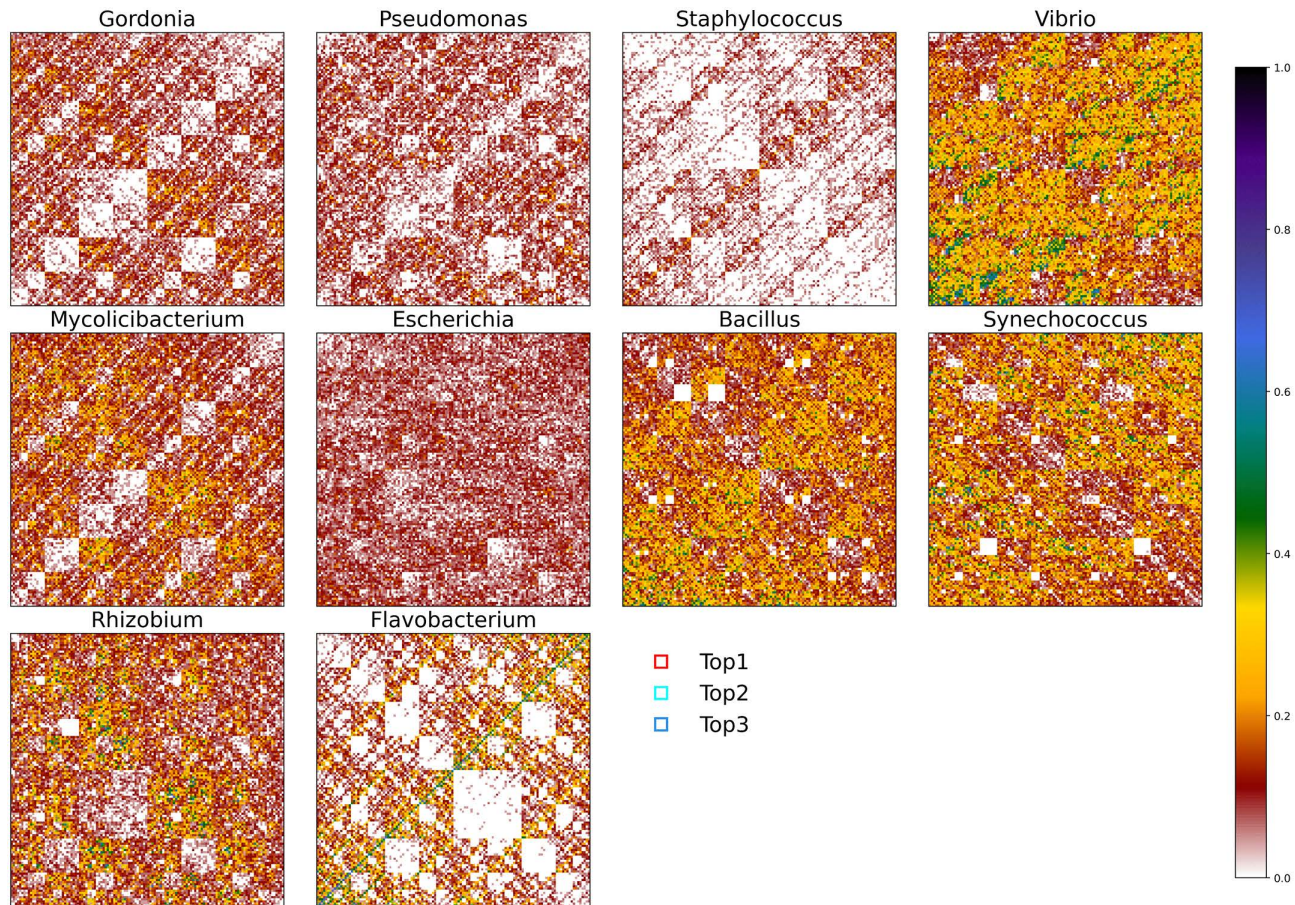 Gordonia
Pseudomonas
Staphylococcus
Vibrio
Mycolicibacterium
Escherichia
Bacillus
Synechococcus
Rhizobium
Flavobacterium
Top1
Top2
Top3
1.0
0.8
0.6
0.4
0.2
0.0